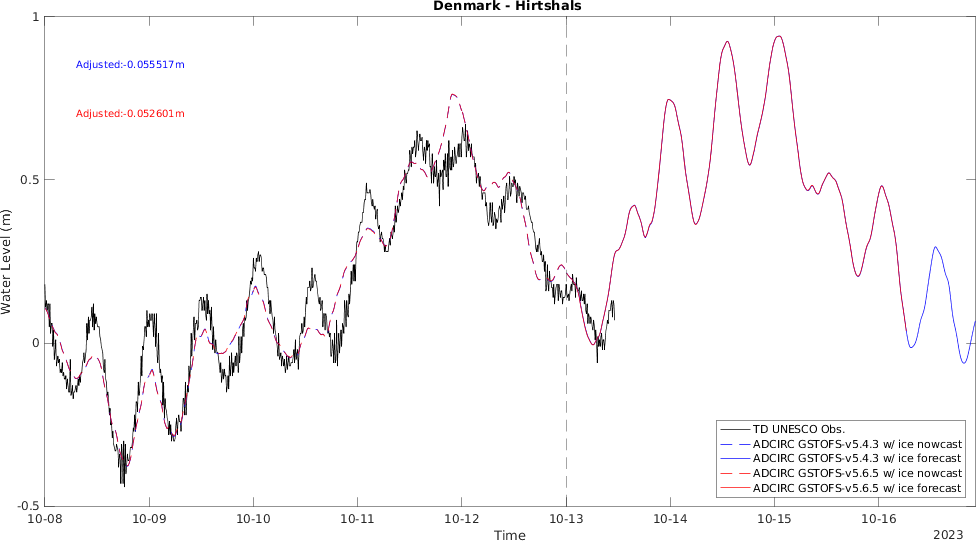 Denmark - Hirtshals
1
Adjusted:-0.055517m
Adjusted:-0.052601m
0.5
Water Level (m)
0
TD UNESCO Obs.
ADCIRC GSTOFS-v5.4.3 w/ ice nowcast
ADCIRC GSTOFS-v5.4.3 w/ ice forecast
ADCIRC GSTOFS-v5.6.5 w/ ice nowcast
ADCIRC GSTOFS-v5.6.5 w/ ice forecast
-0.5
10-08 10-09 10-10 10-11 10-12 10-13 10-14 10-15 10-16
Time
2023